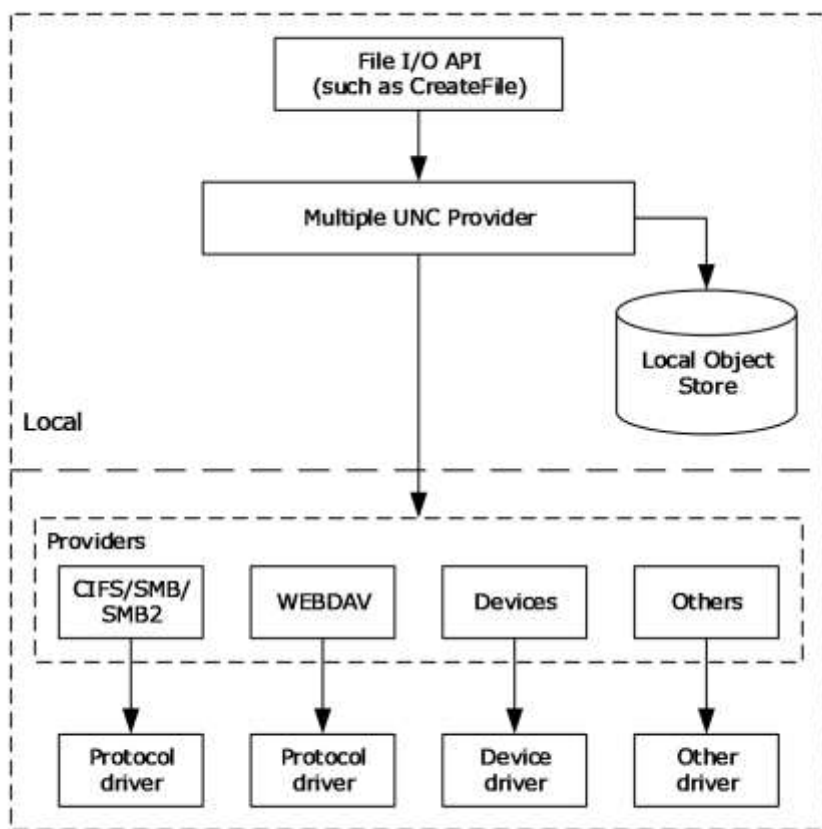 File I/O API
(such as CreateFile)
Multiple UNC Provider
Local Object
Store
Local
Providers
CIFS/SMB/
SMB2
WEBDAV
Devices
Others
Protocol
driver
Protocol
driver
Device
driver
Other
driver